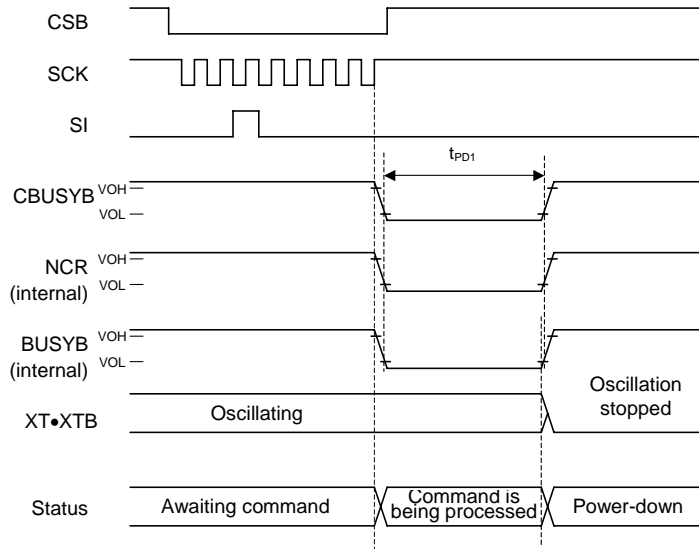 CSB
SCK
SI
tPD1
CBUSYB
VOH
VOL
NCR
(internal)
VOH
VOL
BUSYB
(internal)
VOH
VOL
XT●XTB
Oscillating
Oscillation
stopped
Status
Awaiting command
Command is
being processed
Power-down